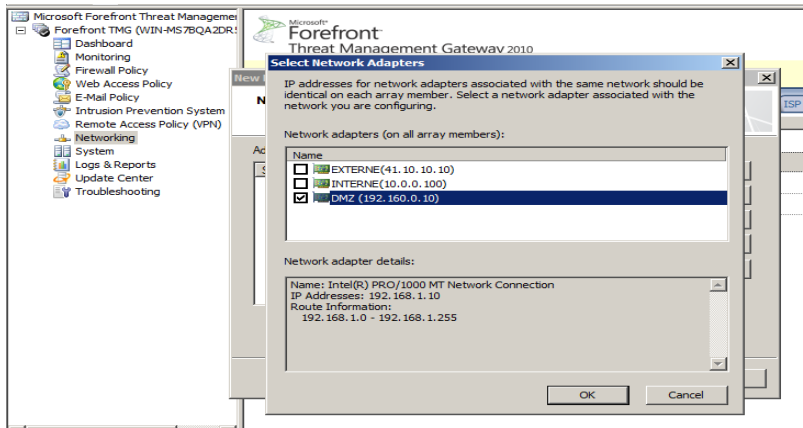 Microsoft Forefront Threat Manageme
Forefront TMG (WIN-MS7BQA2DR
Dashboard
Monitoring
Firewall Policy
Web Access Policy
E-Mail Policy
Intrusion Prevention System
Remote Access Policy (VPN)
Networking
System
Logs & Reports
Update Center
Troubleshooting
Microsoft
Forefront
Threat Management Gateway 2010
New
N
Ad
S
ISP
Select Network Adapters
IP addresses for network adapters associated with the same network should be
identical on each array member. Select a network adapter associated with the
network you are configuring.
Network adapters (on all array members):
Name
EXTERNE(41.10.10.10)
INTERNE(10.0.0.100)
DMZ (192.160.0.10)
Network adapter details:
Name: Intel(R) PRO/1000 MT Network Connection
IP Addresses: 192.168.1.10
Route Information:
192.168.1.0 - 192.168.1.255
OK
Cancel